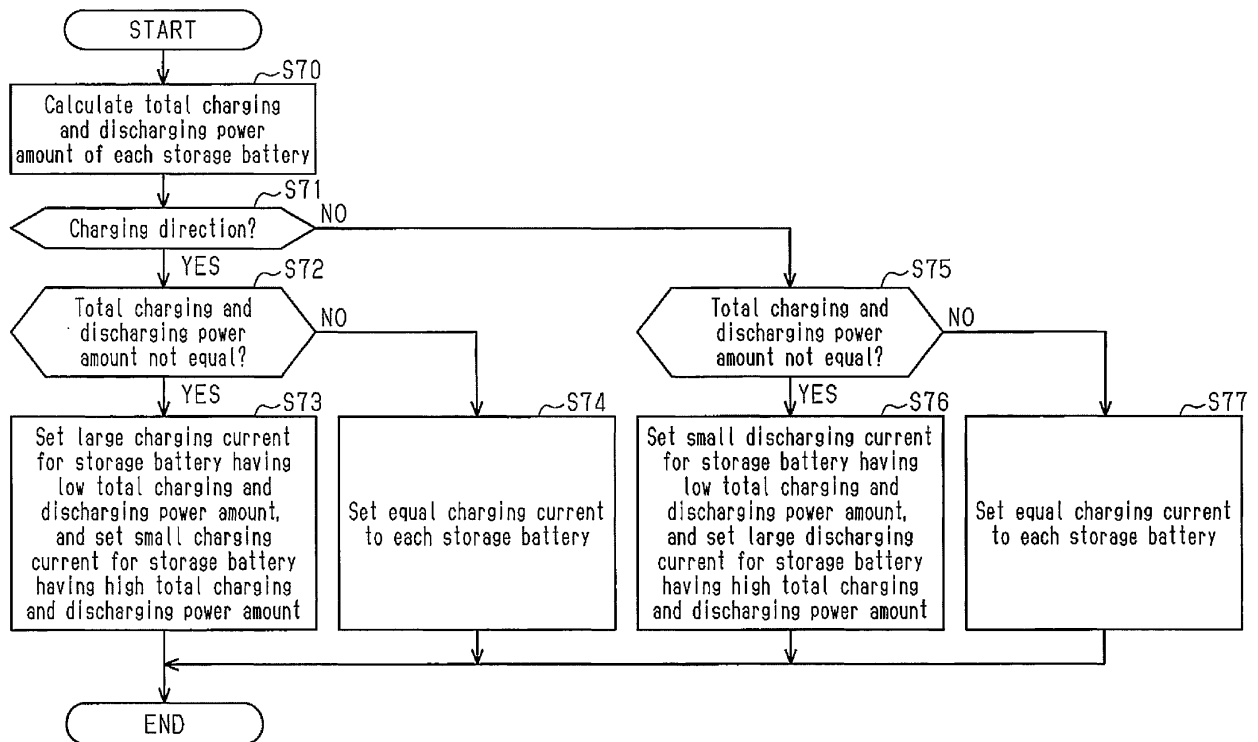 START
S70
Calculate total charging
and discharging power
amount of each storage battery
S71
Charging direction?
NO
YES
S72
Total charging and
discharging power
amount not equal?
NO
YES
S73
Set large charging current
for storage battery having
low total charging and
discharging power amount,
and set small charging
current for storage battery
having high total charging
and discharging power amount
S74
Set equal charging current
to each storage battery
S75
Total charging and
discharging power
amount not equal?
NO
YES
S76
Set small discharging current
for storage battery having
low total charging and
discharging power amount,
and set large discharging
current for storage battery
having high total charging
and discharging power amount
S77
Set equal charging current
to each storage battery
END